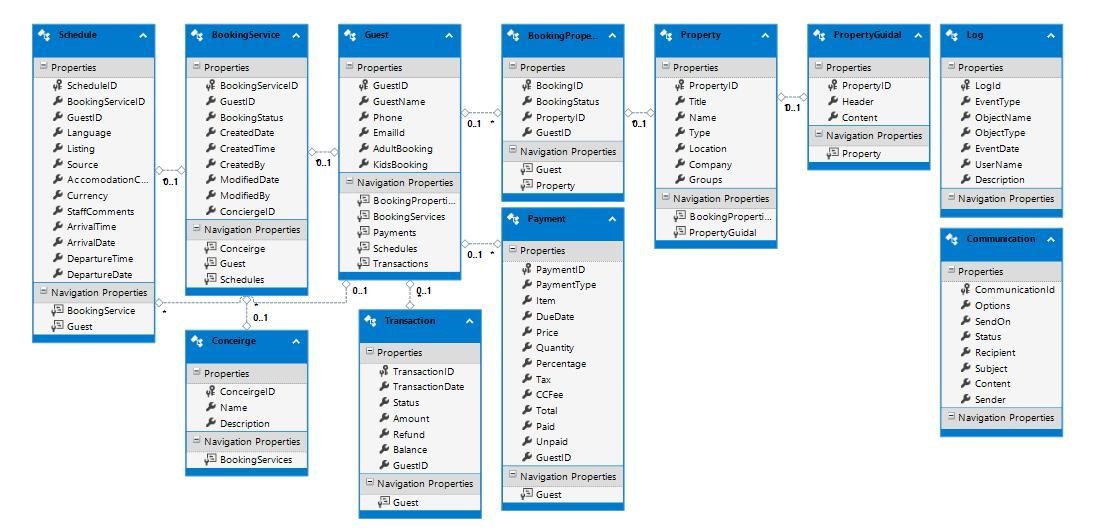 Schedule
Properties
ScheduleID
BookingServiceID
GuestID
Language
Listing
Source
AccomodationC...
Currency
StaffComments
ArrivalTime
ArrivalDate
DepartureTime
DepartureDate
Navigation Properties
BookingService
Guest
*
0..1
BookingService
Properties
BookingServiceID
GuestID
BookingStatus
CreatedDate
CreatedTime
CreatedBy
ModifiedDate
ModifiedBy
ConciergeID
Navigation Properties
Conceirge
Guest
Schedules
*
0..1
Guest
Properties
GuestID
GuestName
Phone
EmailId
AdultBooking
KidsBooking
Navigation Properties
BookingProperti...
BookingServices
Payments
Schedules
Transactions
0..1
*
0..1
*
0..1
*
0..1
*
BookingPrope...
Properties
BookingID
BookingStatus
PropertyID
GuestID
Navigation Properties
Guest
Property
*
0..1
Property
Properties
PropertyID
Title
Name
Type
Location
Company
Groups
Navigation Properties
BookingProperti...
PropertyGuidal
1
0..1
PropertyGuidal
Properties
PropertyID
Header
Content
Navigation Properties
Property
Log
Properties
LogId
EventType
ObjectName
ObjectType
EventDate
UserName
Description
Navigation Properties
Conceirge
Properties
ConceirgeID
Name
Description
Navigation Properties
BookingServices
*
0..1
Transaction
Properties
TransactionID
TransactionDate
Status
Amount
Refund
Balance
GuestID
Navigation Properties
Guest
Payment
Properties
PaymentID
PaymentType
Item
DueDate
Price
Quantity
Percentage
Tax
CCFee
Total
Paid
Unpaid
GuestID
Navigation Properties
Guest
Communication
Properties
CommunicationId
Options
SendOn
Status
Recipient
Subject
Content
Sender
Navigation Properties